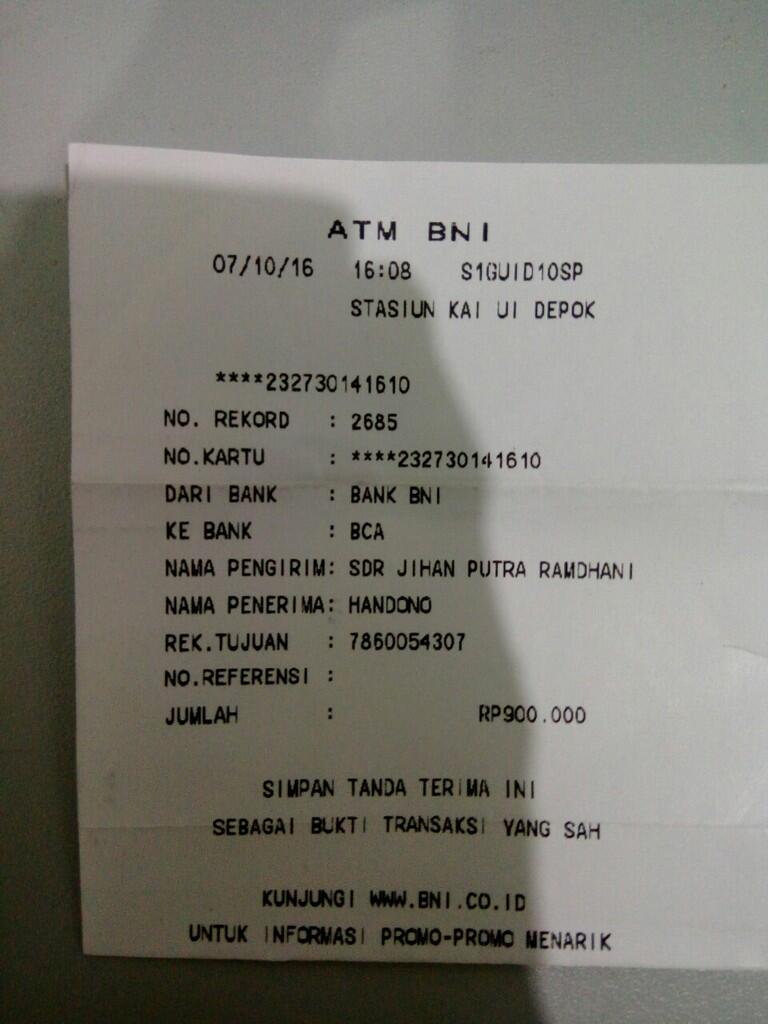 ATM BNI
07/10/16 16:08 S1GUID10SP
STASIUN KAI UI DEPOK
****232730141610
NO. REKORD : 2685
NO.KARTU : ****232730141610
DARI BANK : BANK BNI
KE BANK : BCA
NAMA PENGIRIM: SDR JIHAN PUTRA RAMDHANI
NAMA PENERIMA: HANDONO
REK.TUJUAN : 7860054307
NO.REFERENSI :
JUMLAH : RP900.000
SIMPAN TANDA TERIMA INI
SEBAGAI BUKTI TRANSAKSI YANG SAH
KUNJUNGI WWW.BNI.CO.ID
UNTUK INFORMASI PROMO-PROMO MENARIK